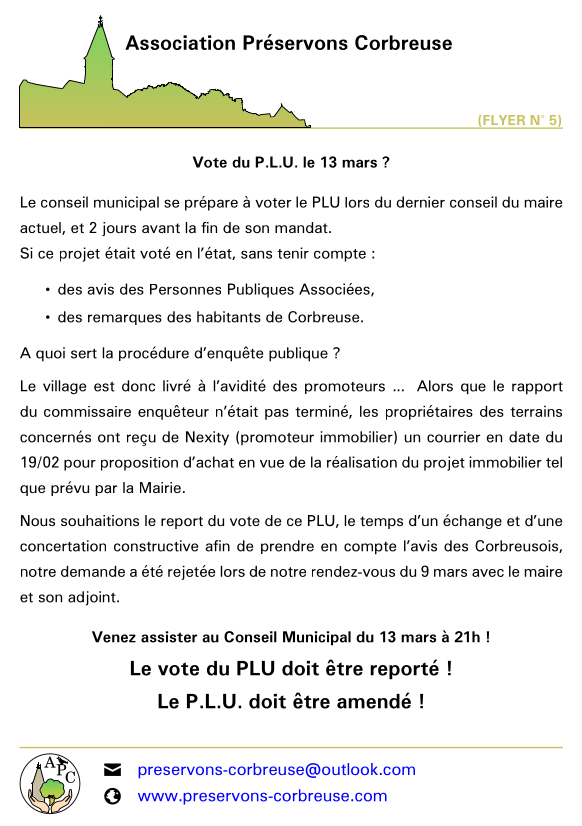 Association Préservons Corbreuse
(FLYER N° 5)
Vote du P.L.U. le 13 mars ?
Le conseil municipal se prépare à voter le PLU lors du dernier conseil du maire
actuel, et 2 jours avant la fin de son mandat.
Si ce projet était voté en l'état, sans tenir compte :
• des avis des Personnes Publiques Associées,
• des remarques des habitants de Corbreuse.
A quoi sert la procédure d'enquête publique ?
Le village est donc livré à l'avidité des promoteurs ... Alors que le rapport
du commissaire enquêteur n'était pas terminé, les propriétaires des terrains
concernés ont reçu de Nexity (promoteur immobilier) un courrier en date du
19/02 pour proposition d'achat en vue de la réalisation du projet immobilier tel
que prévu par la Mairie.
Nous souhaitions le report du vote de ce PLU, le temps d'un échange et d'une
concertation constructive afin de prendre en compte l'avis des Corbreusois,
notre demande a été rejetée lors de notre rendez-vous du 9 mars avec le maire
et son adjoint.
Venez assister au Conseil Municipal du 13 mars à 21h !
Le vote du PLU doit être reporté !
Le P.L.U. doit être amendé !
APC
preservons-corbreuse@outlook.com
www.preservons-corbreuse.com